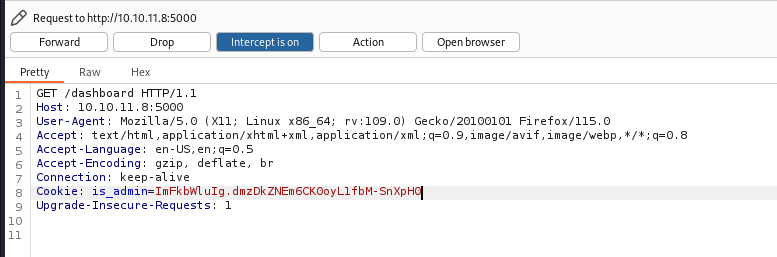 Request to http://10.10.11.8:5000
Forward Drop Intercept is on Action Open browser
Pretty Raw Hex
1 GET /dashboard HTTP/1.1
2 Host: 10.10.11.8:5000
3 User-Agent: Mozilla/5.0 (X11; Linux x86_64; rv:109.0) Gecko/20100101 Firefox/115.0
4 Accept: text/html,application/xhtml+xml,application/xml;q=0.9,image/avif,image/webp,*/*;q=0.8
5 Accept-Language: en-US,en;q=0.5
6 Accept-Encoding: gzip, deflate, br
7 Connection: keep-alive
8 Cookie: is_admin=ImFkbWluIg.dmzDkZNEm6CK0oyL1fbM-SnXpH0
9 Upgrade-Insecure-Requests: 1
10
11